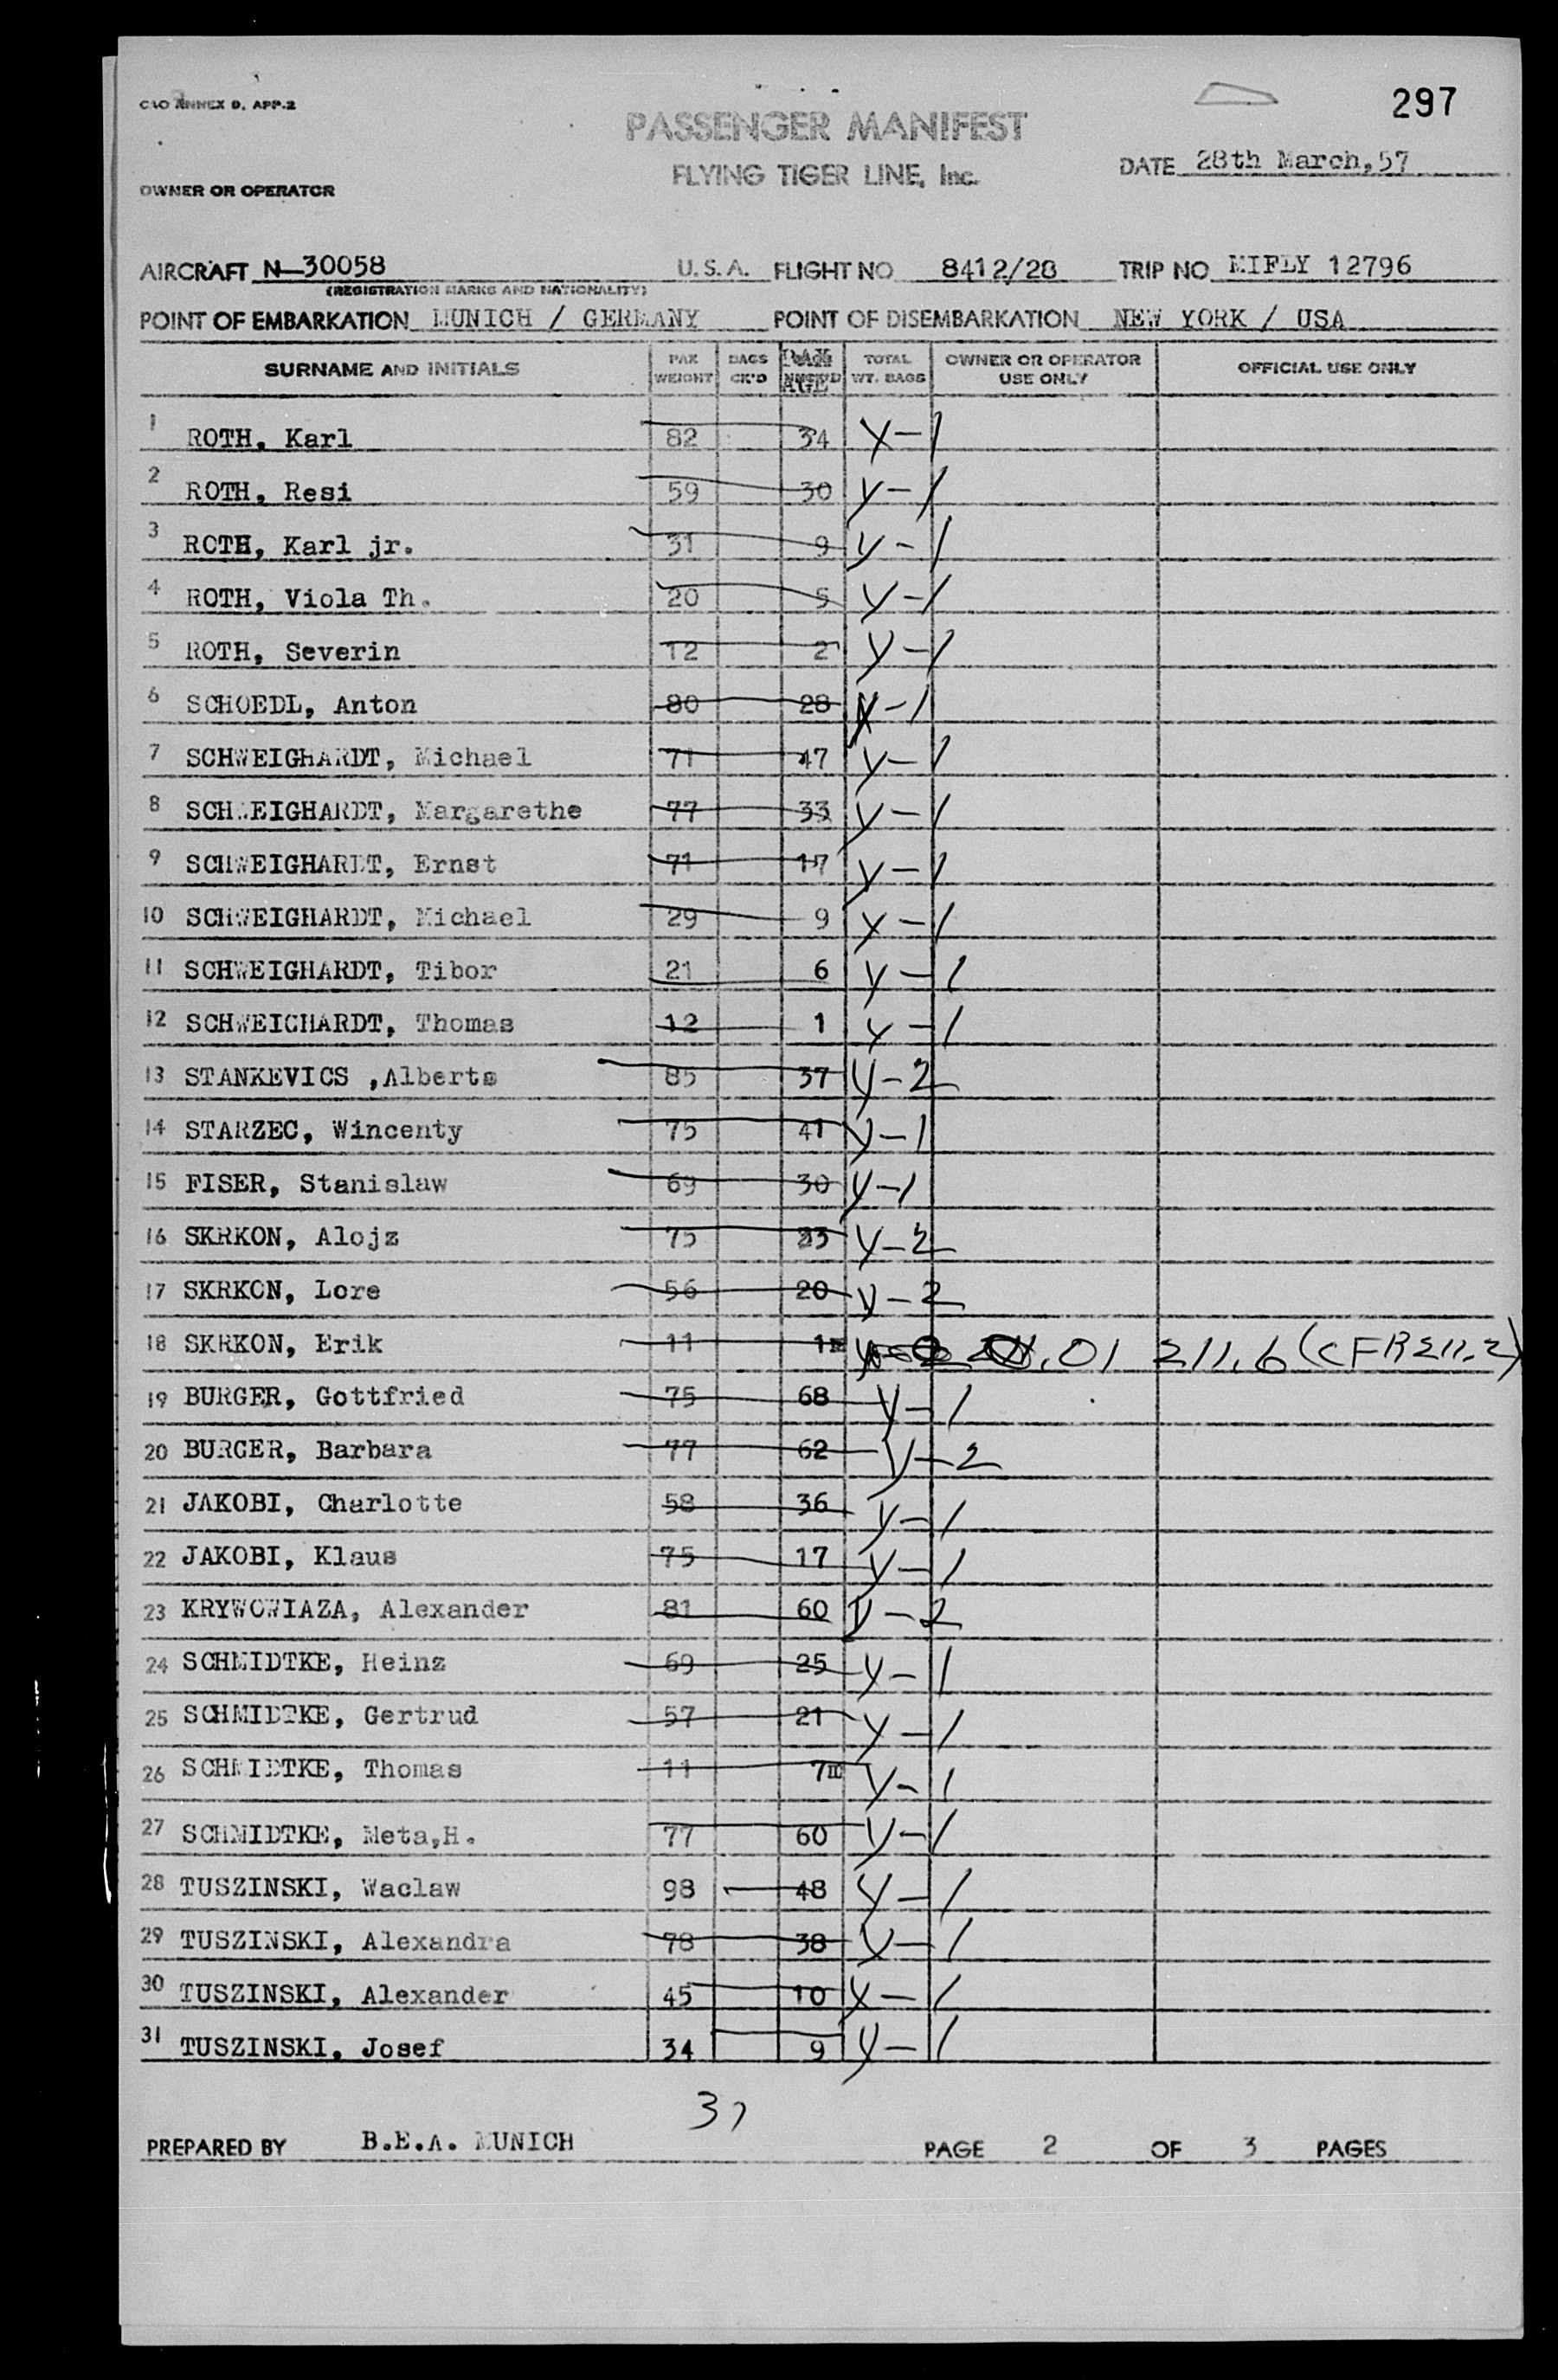 CAO ANNEX 9, APP.2
297
PASSENGER MANIFEST
FLYING TIGER LINE, Inc.
DATE 28th March,57
OWNER OR OPERATOR
AIRCRAFT N—30058 U.S.A. FLIGHT NO 8412/28 TRIP NO MIFLY 12796
(REGISTRATION MARKS AND NATIONALITY)
POINT OF EMBARKATION MUNICH / GERMANY POINT OF DISEMBARKATION NEW YORK / USA
SURNAME AND INITIALS PAX WEIGHT BAGS CK'D AGE TOTAL WT. BAGS OWNER OR OPERATOR USE ONLY OFFICIAL USE ONLY
1 ROTH, Karl 82 34 Y-1
2 ROTH, Resi 59 30 Y-1
3 ROTH, Karl jr. 31 9 Y-1
4 ROTH, Viola Th. 20 5 Y-1
5 ROTH, Severin 12 2 Y-1
6 SCHOEDL, Anton 80 28 Y-1
7 SCHWEIGHARDT, Michael 71 47 Y-1
8 SCHWEIGHARDT, Margarethe 77 33 Y-1
9 SCHWEIGHARDT, Ernst 71 17 Y-1
10 SCHWEIGHARDT, Michael 29 9 Y-1
11 SCHWEIGHARDT, Tibor 21 6 Y-1
12 SCHWEIGHARDT, Thomas 12 1 Y-1
13 STANKEVICS ,Alberts 85 37 Y-2
14 STARZEC, Wincenty 75 41 Y-1
15 FISER, Stanislaw 69 30 Y-1
16 SKRKON, Alojz 75 23 Y-2
17 SKRKON, Lore 56 20 Y-2
18 SKRKON, Erik 11 .01 211.6 (CFR 211.2)
19 BURGER, Gottfried 75 68 Y-1
20 BURGER, Barbara 77 62 Y-2
21 JAKOBI, Charlotte 58 36 Y-1
22 JAKOBI, Klaus 75 17 Y-1
23 KRYWOWIAZA, Alexander 81 60 Y-2
24 SCHMIDTKE, Heinz 69 25 Y-1
25 SCHMIDTKE, Gertrud 57 21 Y-1
26 SCHMIDTKE, Thomas 11 7m Y-1
27 SCHMIDTKE, Meta,H. 77 60 Y-1
28 TUSZINSKI, Waclaw 98 48 Y-1
29 TUSZINSKI, Alexandra 78 38 Y-1
30 TUSZINSKI, Alexander 45 10 Y-1
31 TUSZINSKI, Josef 34 9 Y-1
PREPARED BY B.E.A. MUNICH PAGE 2 OF 3 PAGES